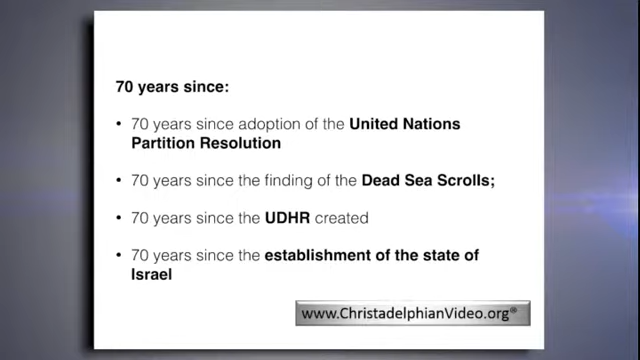 70 years since:
• 70 years since adoption of the United Nations
Partition Resolution
• 70 years since the finding of the Dead Sea Scrolls;
• 70 years since the UDHR created
• 70 years since the establishment of the state of
Israel
www.ChristadelphianVideo.org®